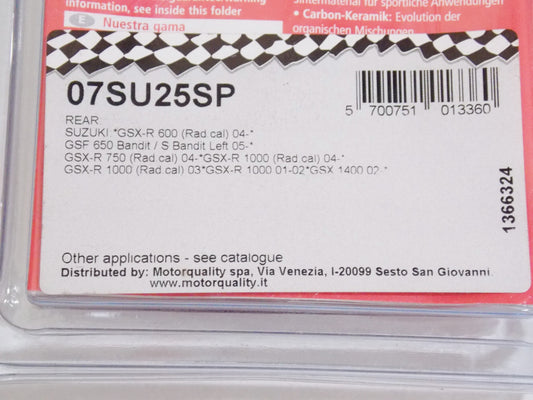 information, see inside this folder
E Nuestra gama
Sintermaterial für sportliche Anwendung
• Carbon-Keramik: Evolution der
organischen Mischungen
07SU25SP
5 700751 013360
REAR:
SUZUKI *GSX-R 600 (Rad cal) 04-*
GSF 650 Bandit / S Bandit Left 05-*
GSX-R 750 (Rad cal) 04-*GSX-R 1000 (Rad cal) 04-*
GSX-R 1000 (Rad cal) 03*GSX-R 1000 01-02*GSX 1400 02-*
1366324
Other applications - see catalogue
Distributed by: Motorquality spa, Via Venezia, I-20099 Sesto San Giovanni.
www.motorquality.it